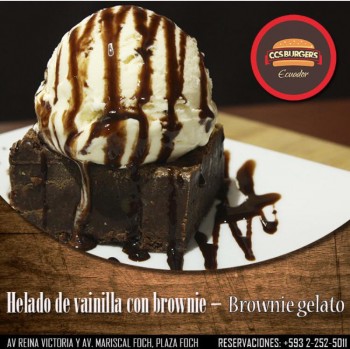 CCS BURGERS
Ecuador
Helado de vainilla con brownie – Brownie gelato
AV REINA VICTORIA Y AV. MARISCAL FOCH, PLAZA FOCH RESERVACIONES: +593 2-252-5011